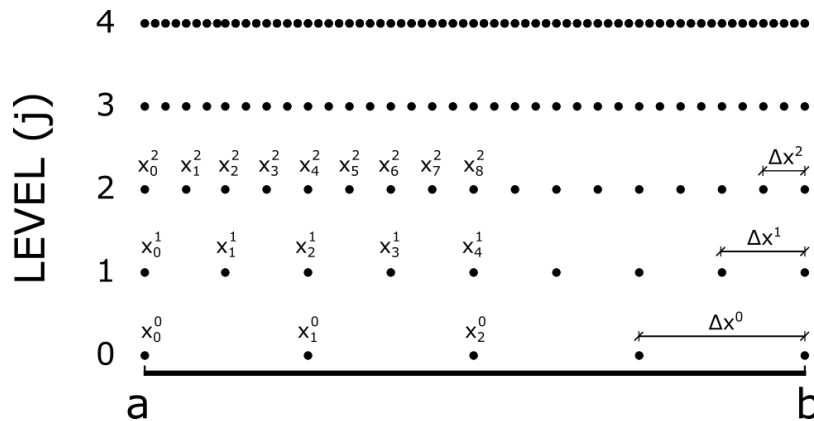 4
3
x₀² x₁² x₂² x₃² x₄² x₅² x₆² x₇² x₈² Δx²
2
x₀¹ x₁¹ x₂¹ x₃¹ x₄¹ Δx¹
1
x₀⁰ x₁⁰ x₂⁰ Δx⁰
0
a b
LEVEL (j)